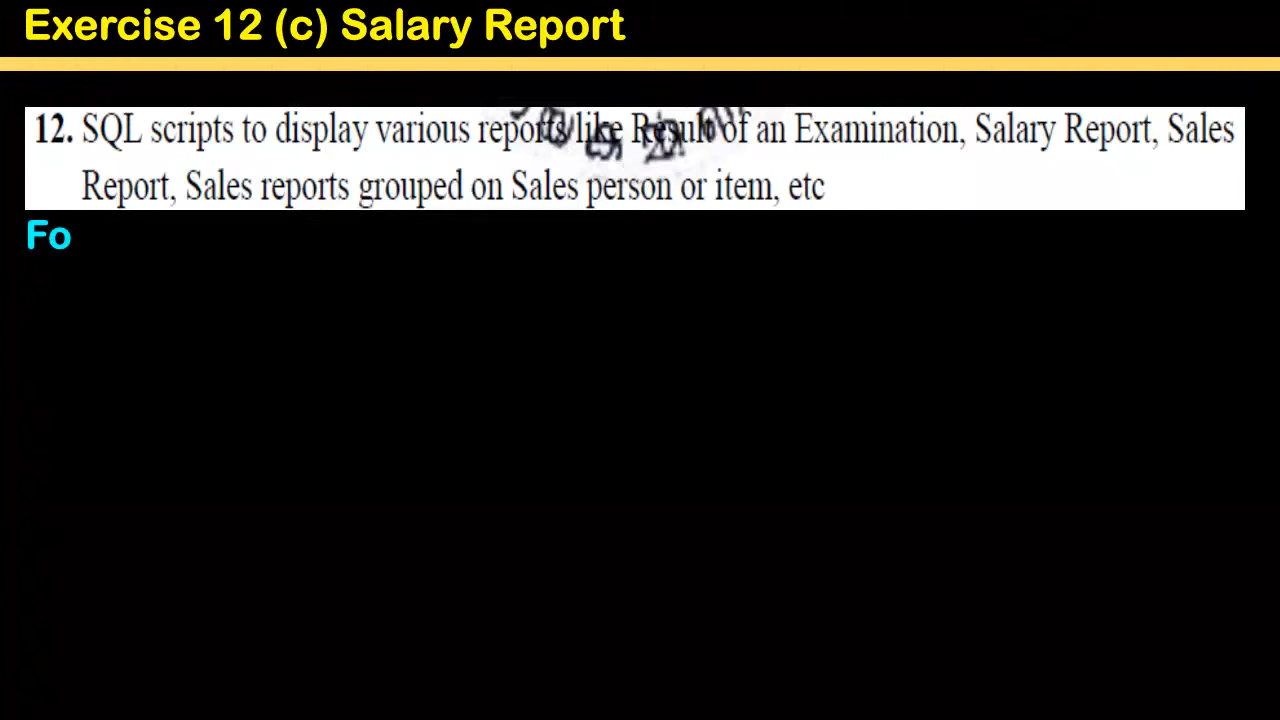 Exercise 12 (c) Salary Report
12. SQL scripts to display various reports like Result of an Examination, Salary Report, Sales
Report, Sales reports grouped on Sales person or item, etc
Fo